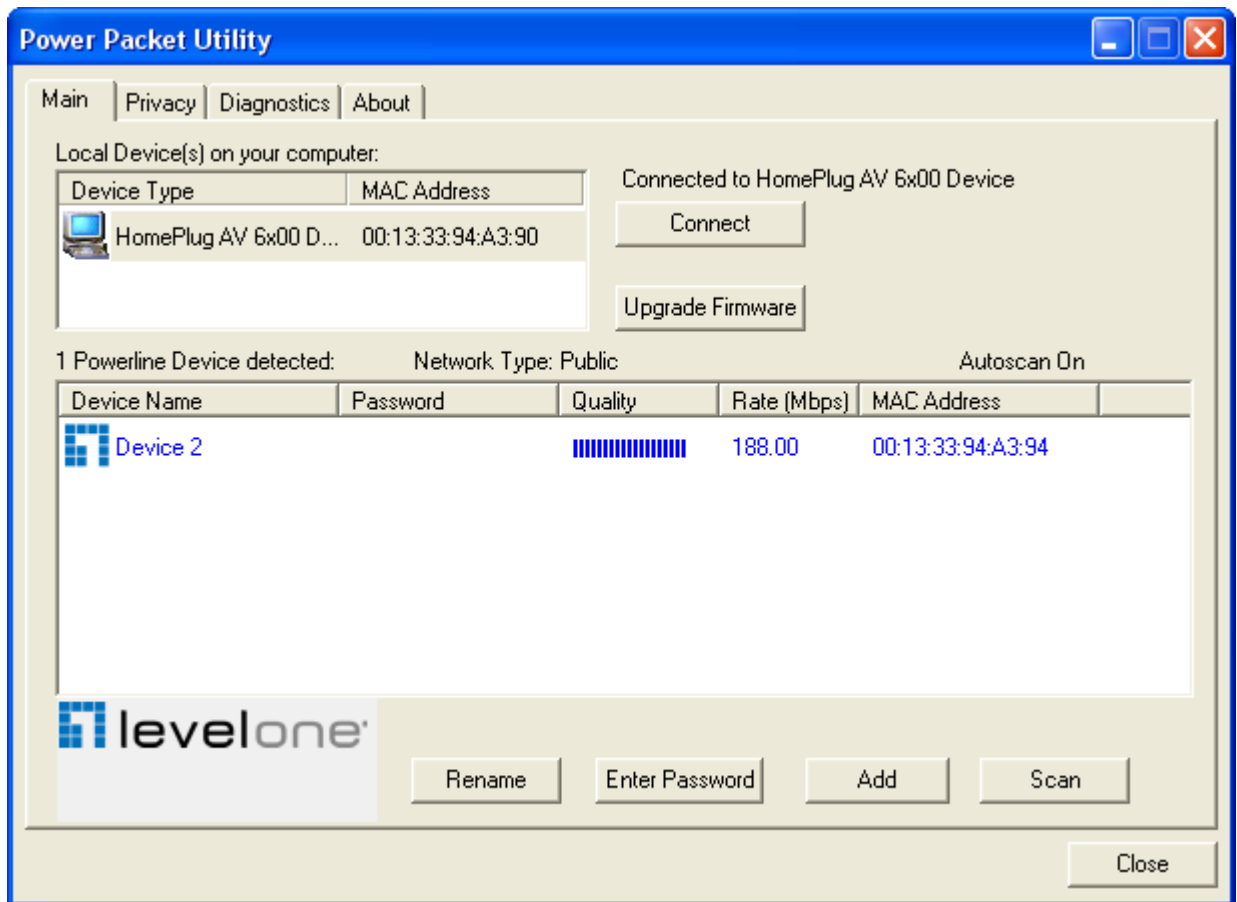 Power Packet Utility
Main Privacy Diagnostics About
Local Device(s) on your computer:
Device Type MAC Address
HomePlug AV 6x00 D... 00:13:33:94:A3:90
Connected to HomePlug AV 6x00 Device
Connect
Upgrade Firmware
1 Powerline Device detected: Network Type: Public Autoscan On
Device Name Password Quality Rate (Mbps) MAC Address
Device 2 188.00 00:13:33:94:A3:94
levelone
Rename Enter Password Add Scan
Close